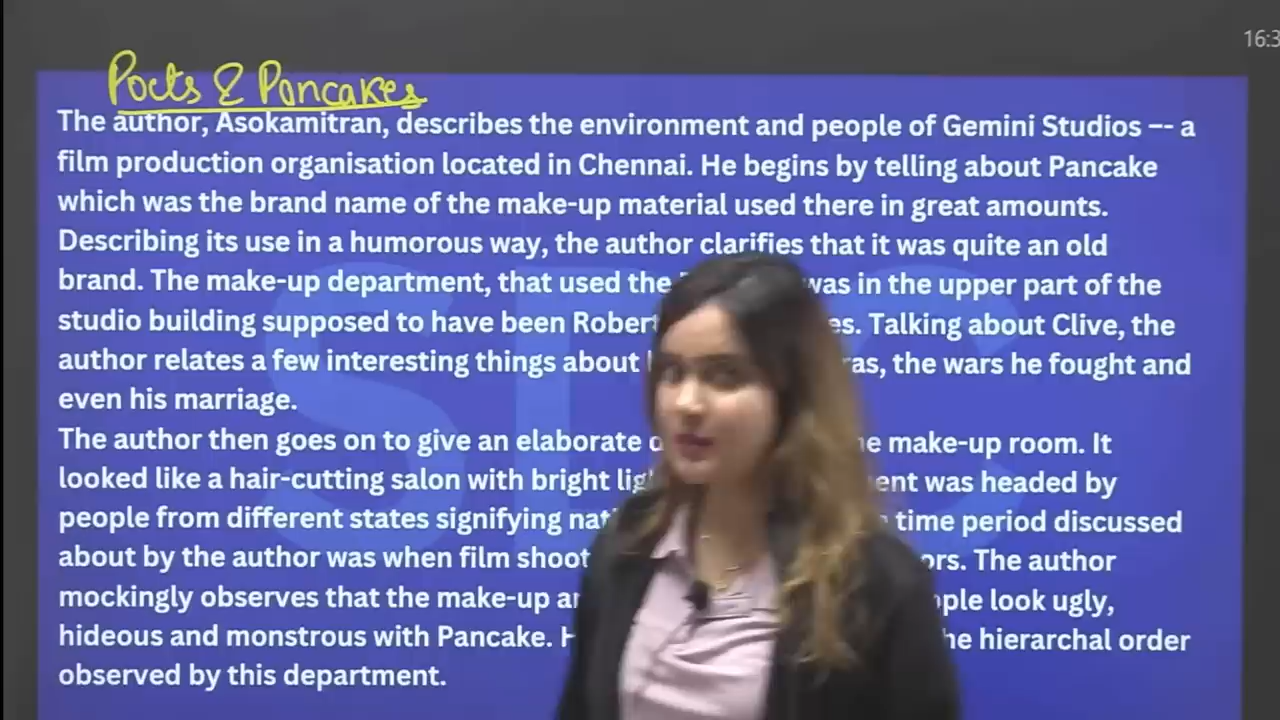 16:3
Poets & Pancakes
The author, Asokamitran, describes the environment and people of Gemini Studios –- a
film production organisation located in Chennai. He begins by telling about Pancake
which was the brand name of the make-up material used there in great amounts.
Describing its use in a humorous way, the author clarifies that it was quite an old
brand. The make-up department, that used the was in the upper part of the
studio building supposed to have been Robert es. Talking about Clive, the
author relates a few interesting things about ras, the wars he fought and
even his marriage.
The author then goes on to give an elaborate he make-up room. It
looked like a hair-cutting salon with bright lig ent was headed by
people from different states signifying nat time period discussed
about by the author was when film shoot ors. The author
mockingly observes that the make-up ople look ugly,
hideous and monstrous with Pancake. he hierarchal order
observed by this department.
SLC